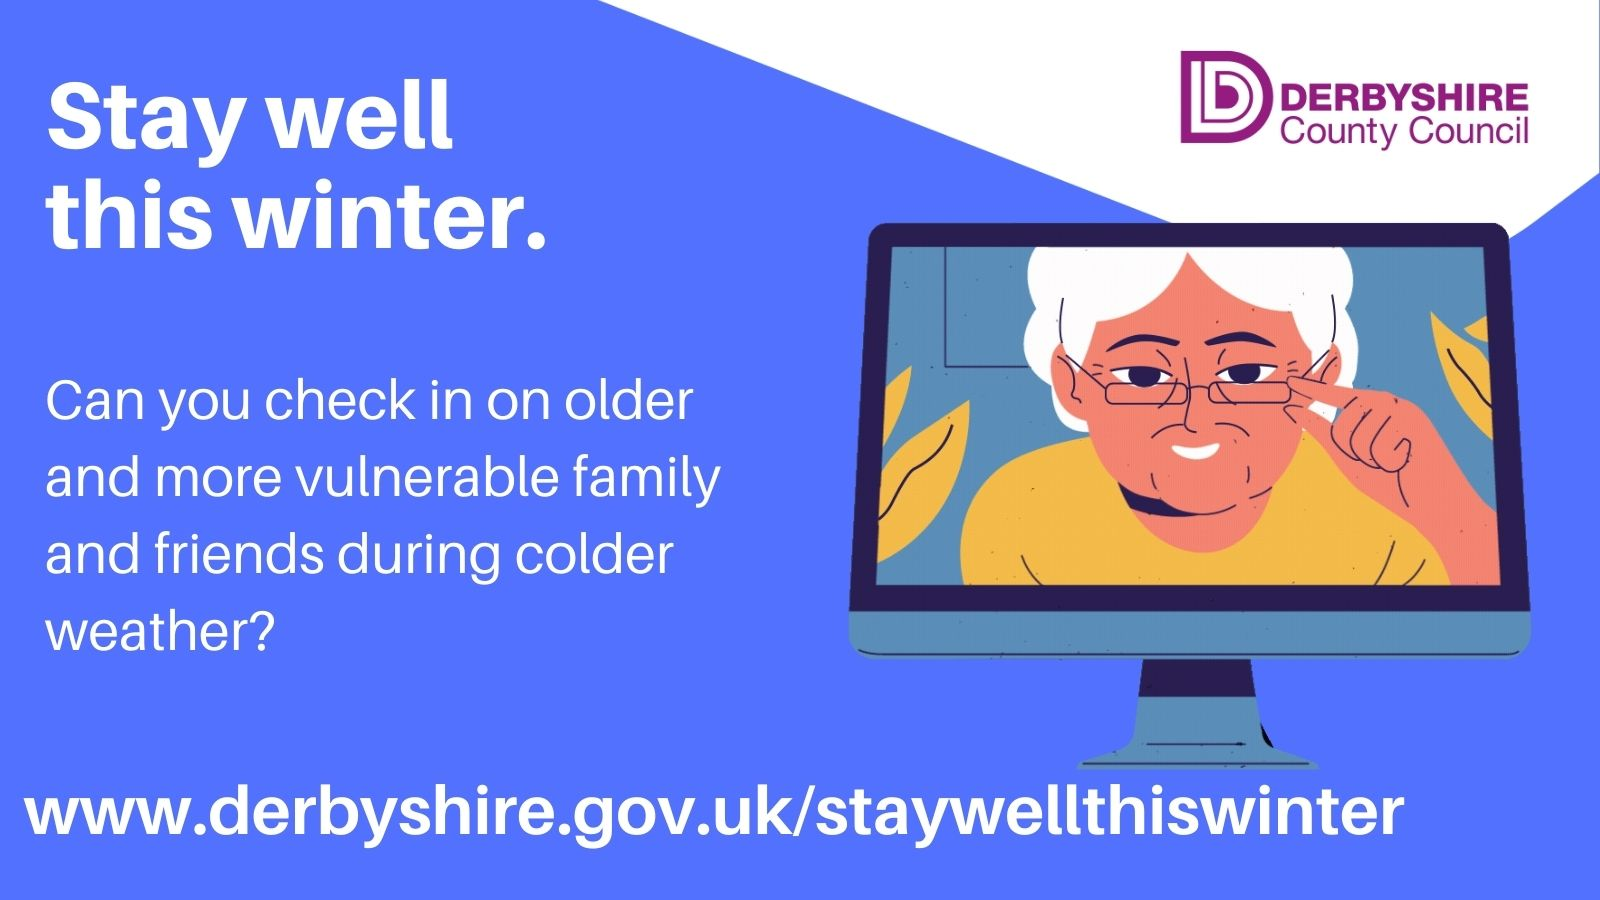 Stay well
this winter.
DERBYSHIRE
County Council
Can you check in on older
and more vulnerable family
and friends during colder
weather?
www.derbyshire.gov.uk/staywellthiswinter